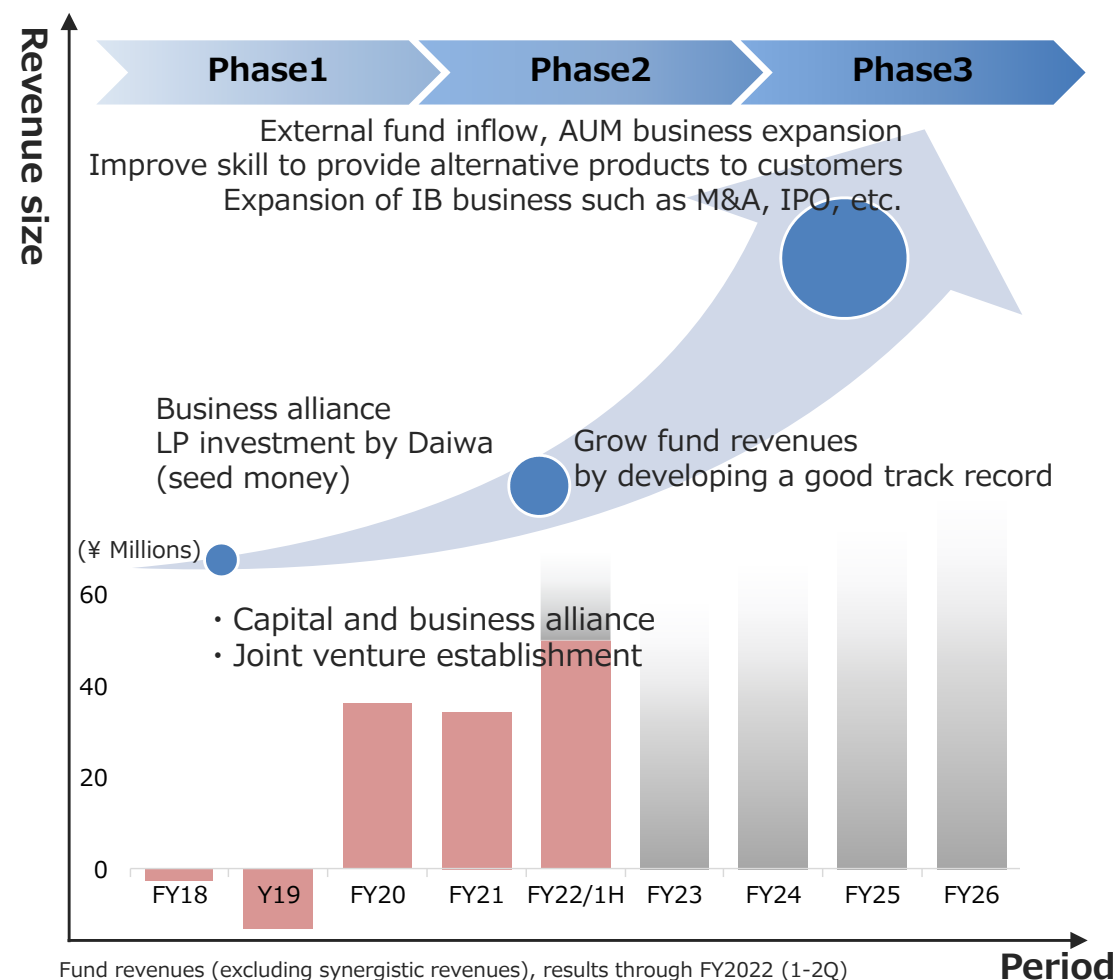 Revenue size
Phase1
Phase2
Phase3
External fund inflow, AUM business expansion
Improve skill to provide alternative products to customers
Expansion of IB business such as M&A, IPO, etc.
Business alliance
LP investment by Daiwa
(seed money)
Grow fund revenues
by developing a good track record
(¥ Millions)
・Capital and business alliance
・Joint venture establishment
60
40
20
0
FY18
Y19
FY20
FY21
FY22/1H
FY23
FY24
FY25
FY26
Period
Fund revenues (excluding synergistic revenues), results through FY2022 (1-2Q)